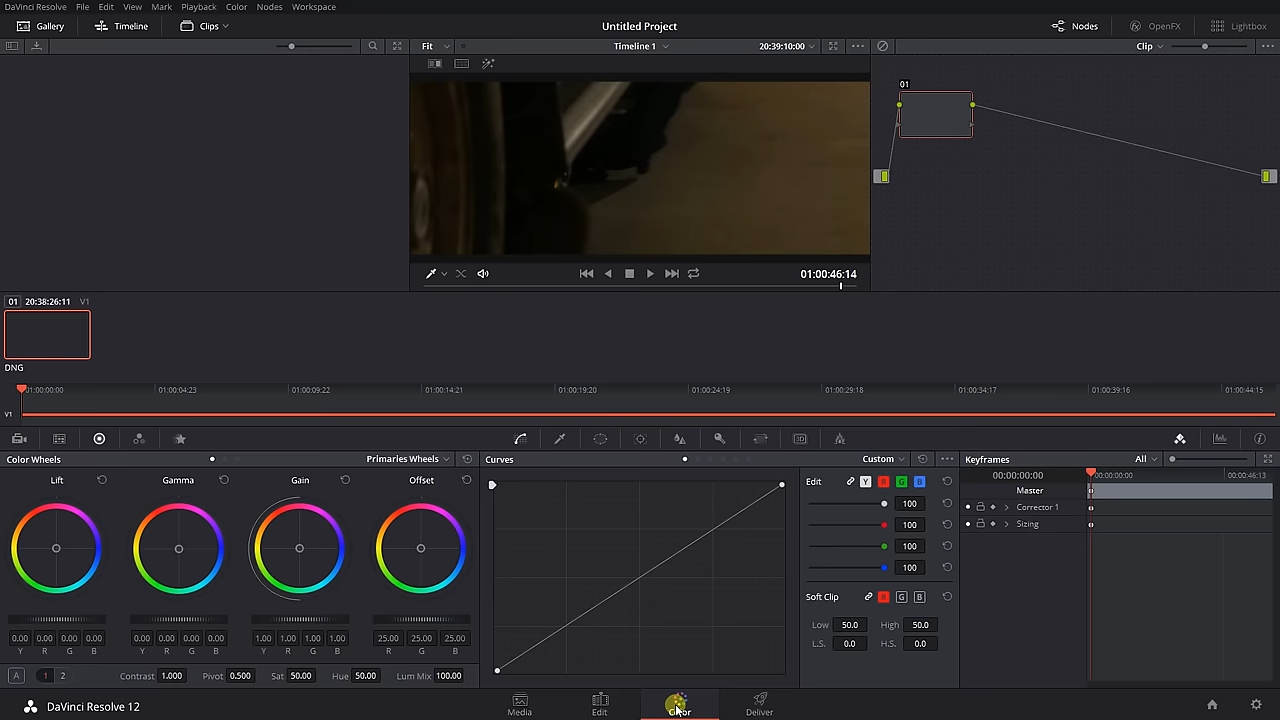 DaVinci Resolve File Edit View Mark Playback Color Nodes Workspace
Gallery Timeline Clips Untitled Project Nodes OpenFX Lightbox
Fit Timeline 1 20:39:10:00 Clip
01
01:00:46:14
01 20:38:26:11 V1
DNG
01:00:00:00 01:00:04:23 01:00:09:22 01:00:14:21 01:00:19:20 01:00:24:19 01:00:29:18 01:00:34:17 01:00:39:16 01:00:44:15
V1
Color Wheels Primaries Wheels Curves Custom Keyframes All
Lift Gamma Gain Offset Edit Y R G B 00:00:00:00 00:00:00:00 00:00:46:13
Master
100 Corrector 1
100 Sizing
100
100
Soft Clip R G B
Low 50.0 High 50.0
0.00 0.00 0.00 0.00 0.00 0.00 0.00 0.00 1.00 1.00 1.00 1.00 25.00 25.00 25.00 L.S. 0.0 H.S. 0.0
Y R G B Y R G B Y R G B R G B
A 1 2 Contrast 1.000 Pivot 0.500 Sat 50.00 Hue 50.00 Lum Mix 100.00
DaVinci Resolve 12 Media Edit Color Deliver